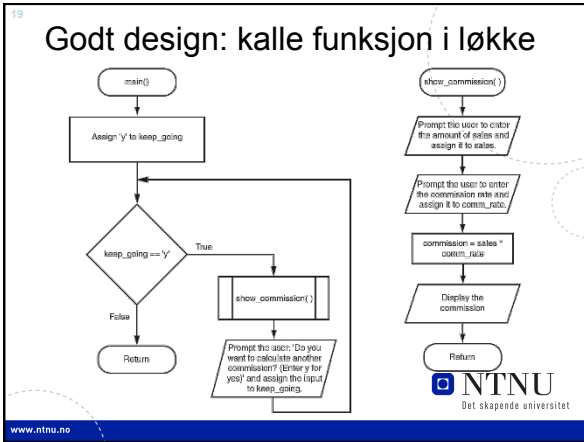 19
Godt design: kalle funksjon i løkke
main()
Assign 'y' to keep_going
keep_going == 'y'
True
False
show_commission( )
Prompt the user: 'Do you
want to calculate another
commission? (Enter y for
yes)' and assign the input
to keep_going.
Return
show_commission( )
Prompt the user to enter
the amount of sales and
assign it to sales.
Prompt the user to enter
the commission rate and
assign it to comm_rate.
commission = sales *
comm_rate
Display the
commission
Return
NTNU
Det skapende universitet
www.ntnu.no